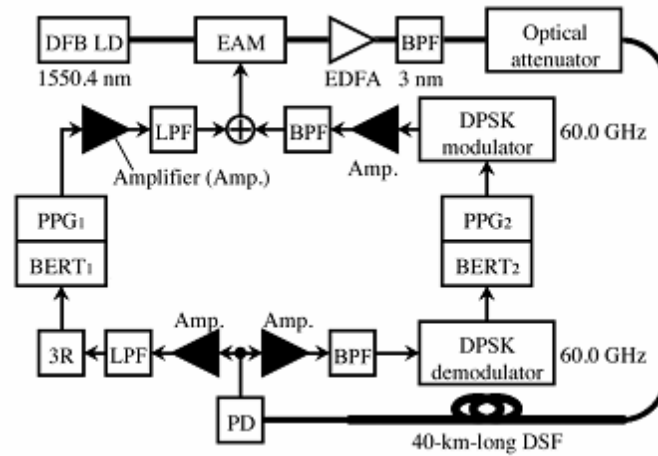 DFB LD
EAM
BPF
Optical
attenuator
1550.4 nm
EDFA
3 nm
LPF
BPF
DPSK
modulator
60.0 GHz
Amp.
Amplifier (Amp.)
PPG1
BERT1
PPG2
BERT2
Amp.
Amp.
3R
LPF
BPF
DPSK
demodulator
60.0 GHz
PD
40-km-long DSF